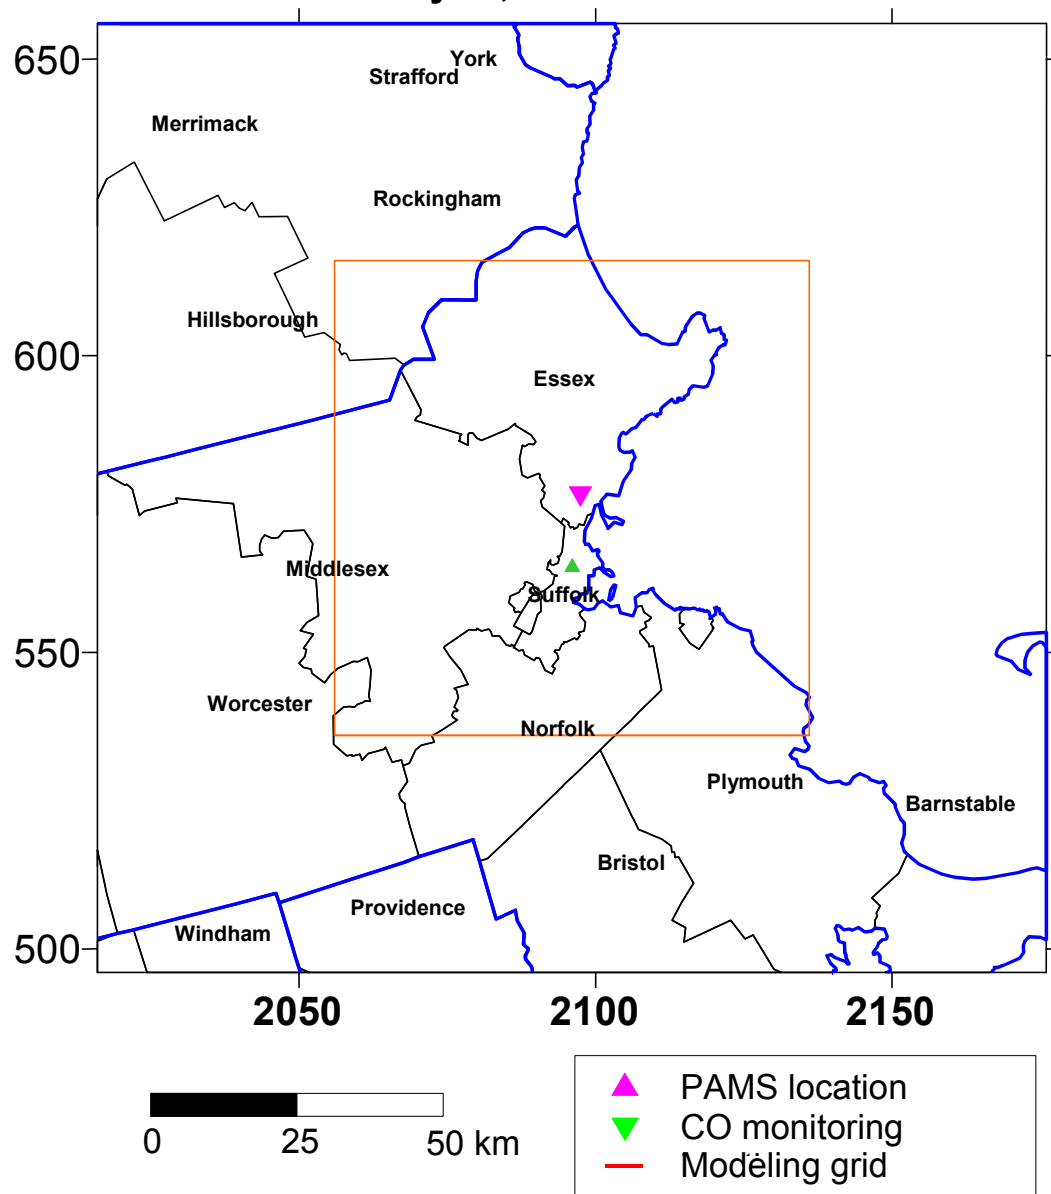 650
York
Strafford
Merrimack
Rockingham
Hillsborough
600
Essex
Middlesex
Suffolk
550
Worcester
Norfolk
Plymouth
Barnstable
Bristol
Providence
Windham
500
2050 2100 2150
PAMS location
CO monitoring
Modeling grid
0 25 50 km